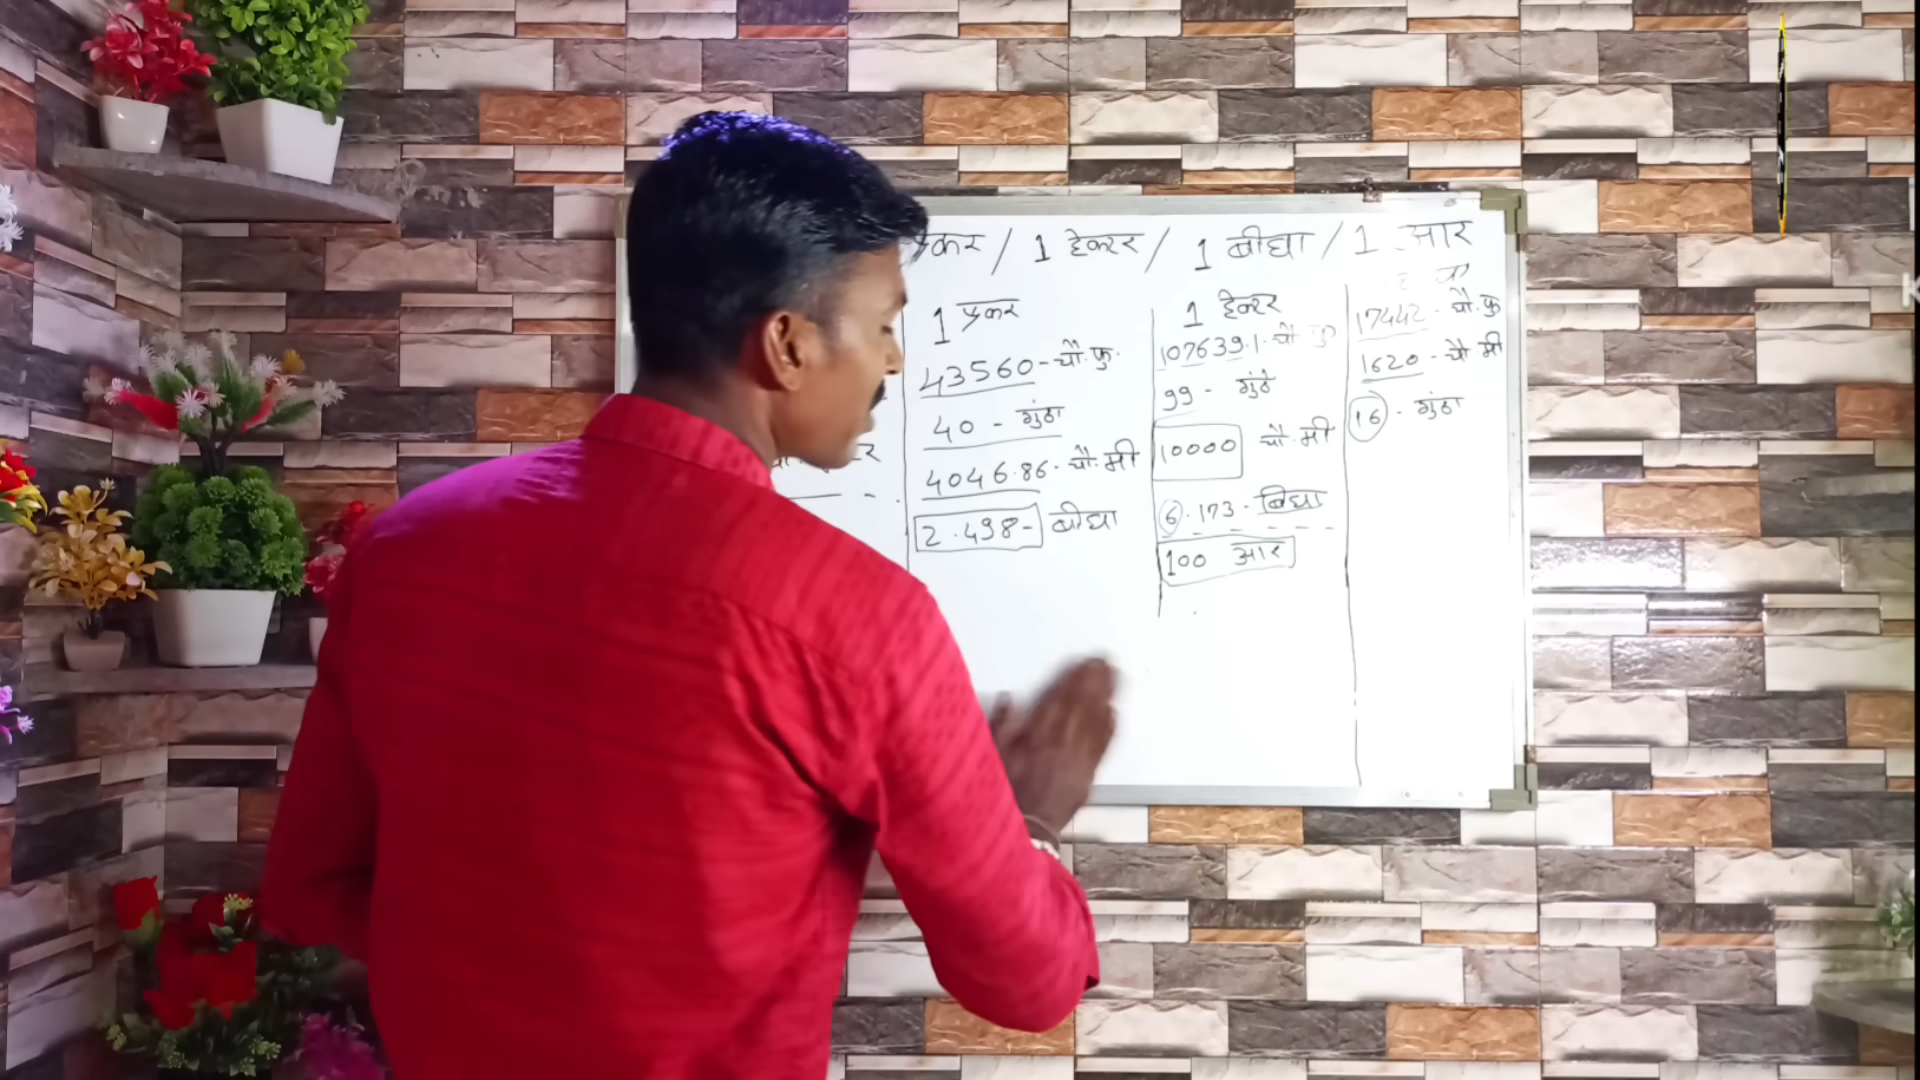 एकर / 1 हेक्टर / 1 बीघा / 1 आर
1 एकर
43560-चौ.फु.
40 - गुंठा
4046.86-चौ.मी
2.498- बीघा
1 हेक्टर
107639.1-चौ फु
99 - गुंठे
10000 चौ.मी
6.173-बिघा
100 आर
17442-चौ.फु
1620-चौ मी
16 - गुंठा